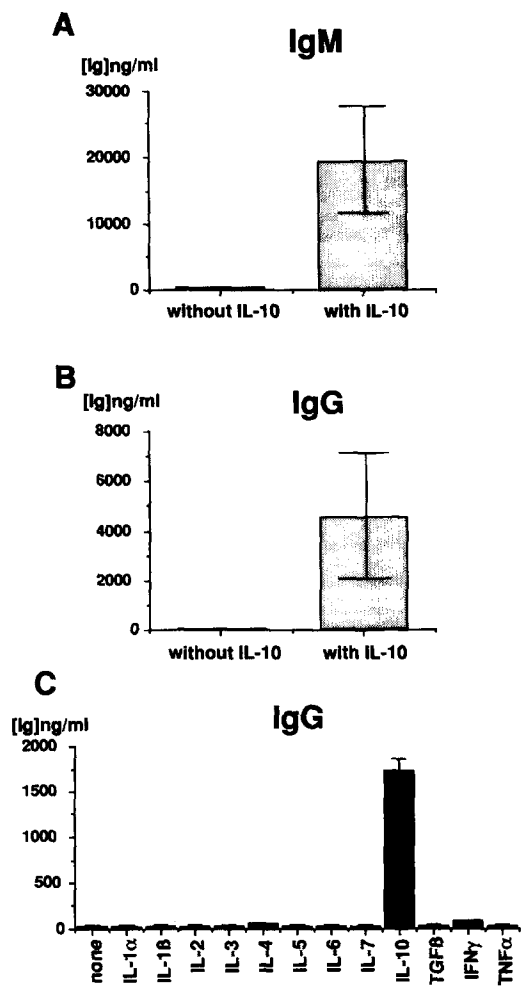 A
IgM
[Ig]ng/ml
30000
20000
10000
0
without IL-10
with IL-10
B
IgG
[Ig]ng/ml
8000
6000
4000
2000
0
without IL-10
with IL-10
C
IgG
[Ig]ng/ml
2000
1500
1000
500
0
none
IL-1α
IL-1β
IL-2
IL-3
IL-4
IL-5
IL-6
IL-7
IL-10
TGFβ
IFNγ
TNFα